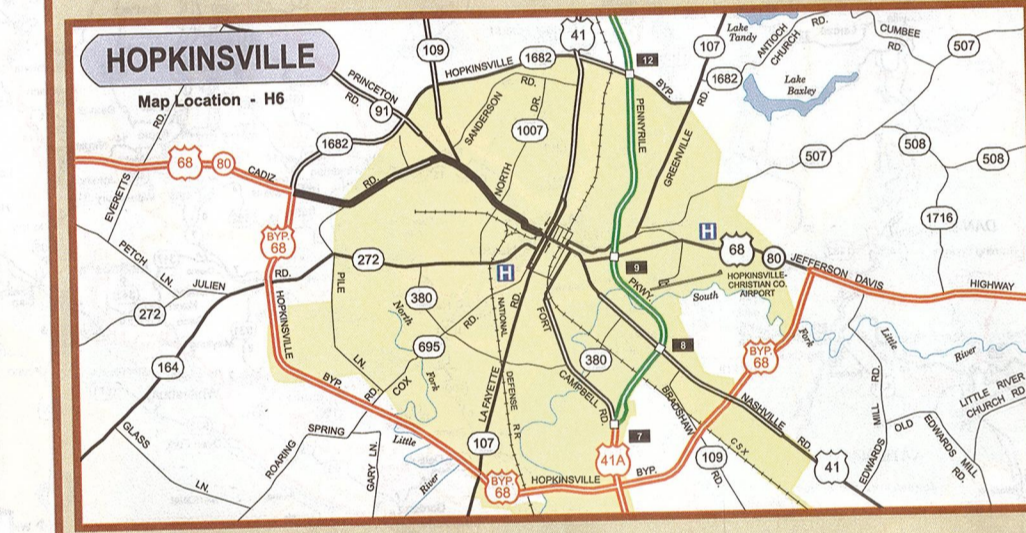 HOPKINSVILLE
Map Location - H6
109
41
12
107
Lake
Tandy
ANTIOCH
CHURCH
RD.
CUMBEE
RD.
507
PRINCETON
RD.
91
HOPKINSVILLE
1682
BYP.
RD.
1682
Lake
Baxley
SANDERSON
RD.
DR.
1007
NORTH
PENNYRILE
GRENVILLE
1682
507
508
508
EVERETTS
RD.
68
80
CADIZ
RD.
1716
BYP.
68
H
68
80
JEFFERSON DAVIS
HIGHWAY
PETCH
LN.
JULIEN
RD.
272
H
9
PKWY.
HOPKINSVILLE-
CHRISTIAN CO.
AIRPORT
272
HOPKINSVILLE
PILE
LN.
380
North
Fork
RD.
NATIONAL
RD
FORT
South
Fork
Little
River
164
695
COX
RD.
BYP.
LA FAYETTE
DEFENSE
R R
CAMPBELL
RD.
380
8
BYP.
68
BRADSHAW
RD.
NASHVILLE
RD.
MILL
RD.
EDWARDS
OLD
EDWARDS
MILL
RD.
LITTLE RIVER
CHURCH RD.
GLASS
LN.
ROARING
SPRING
GARY LN.
Little
River
107
7
41A
109
CSX
41
BYP.
68
HOPKINSVILLE
BYP.